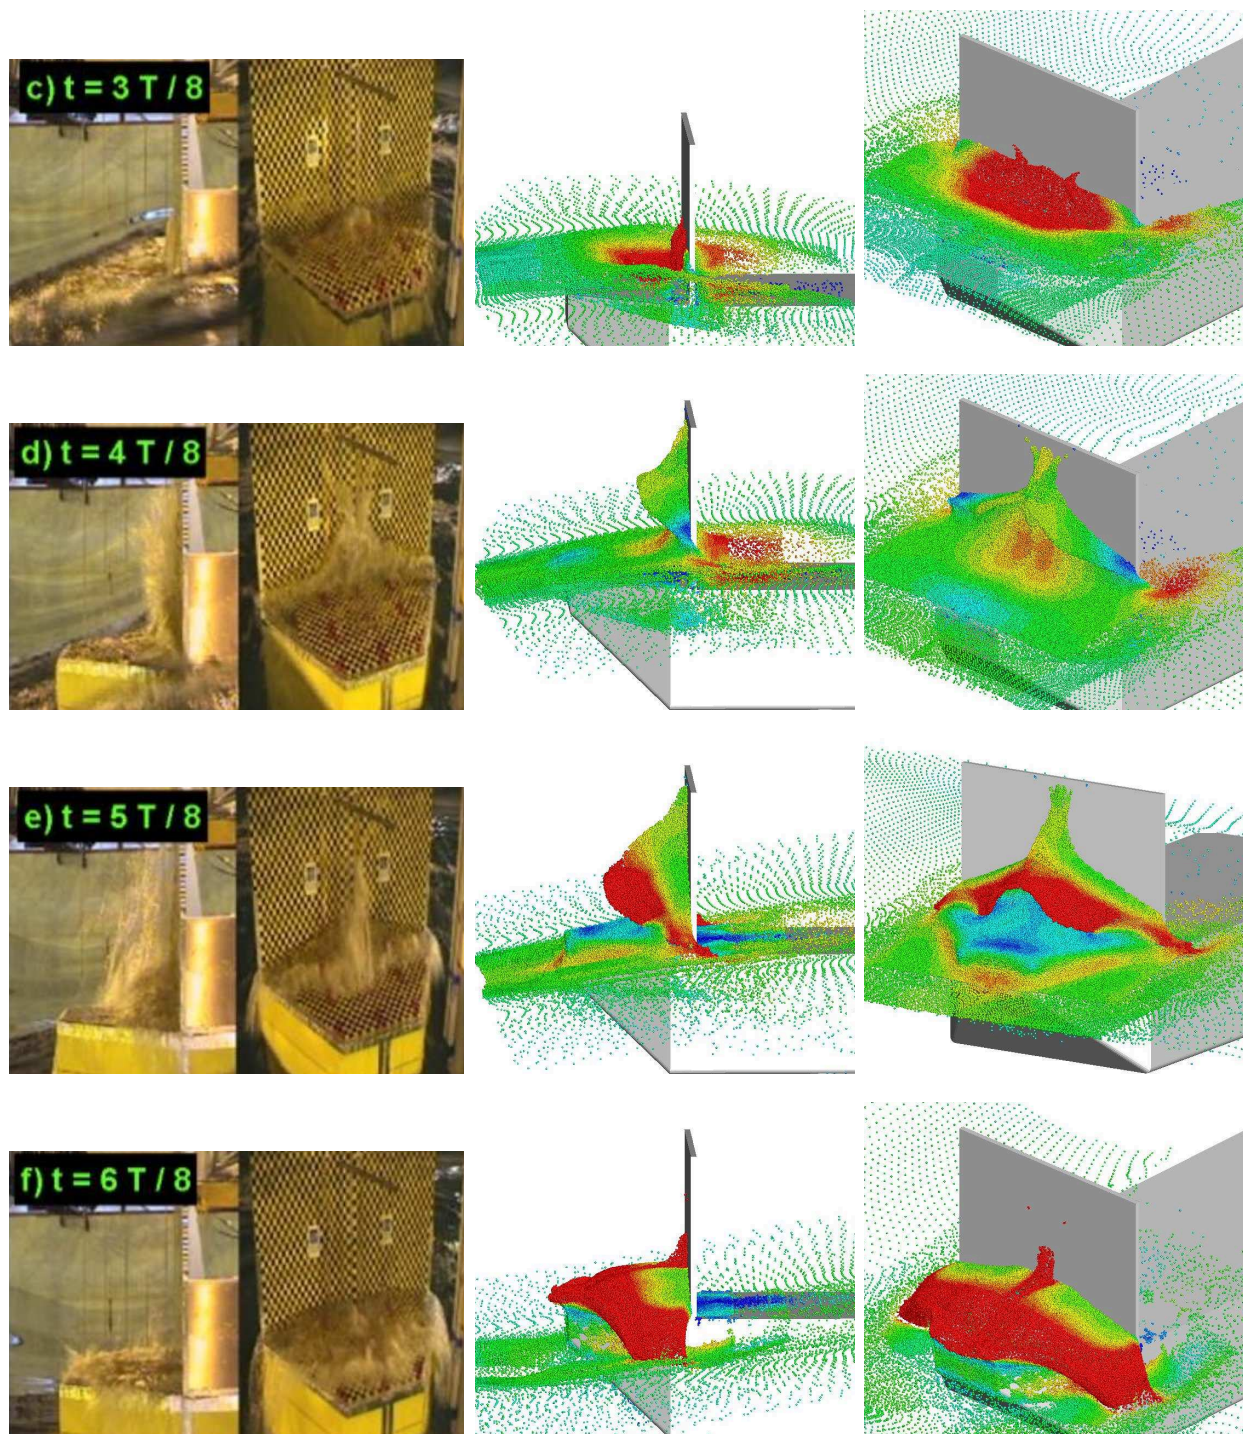 c) t = 3 T / 8
d) t = 4 T / 8
e) t = 5 T / 8
f) t = 6 T / 8